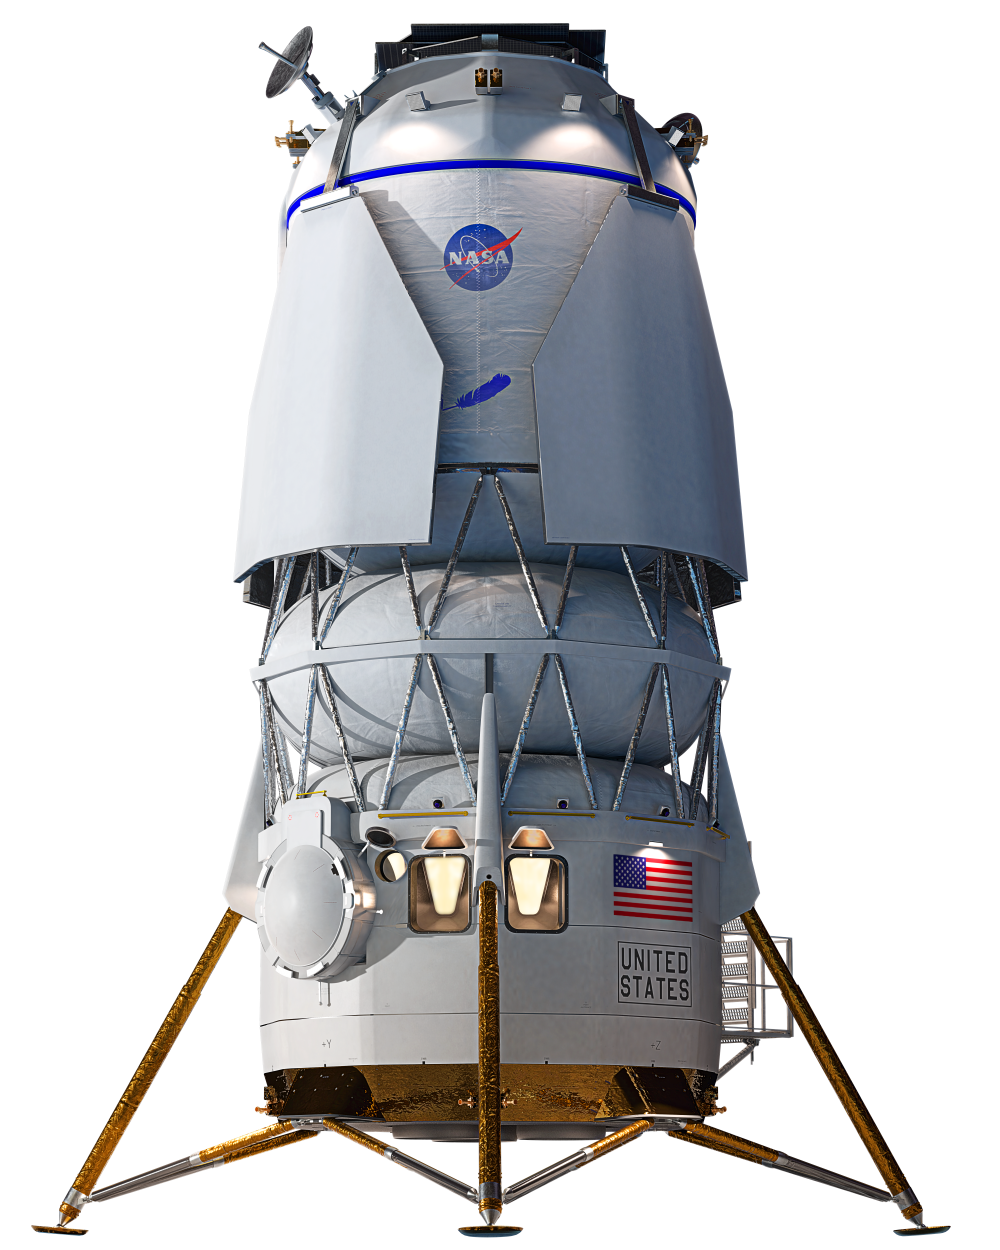 NASA
UNITED
STATES
+Y
+Z